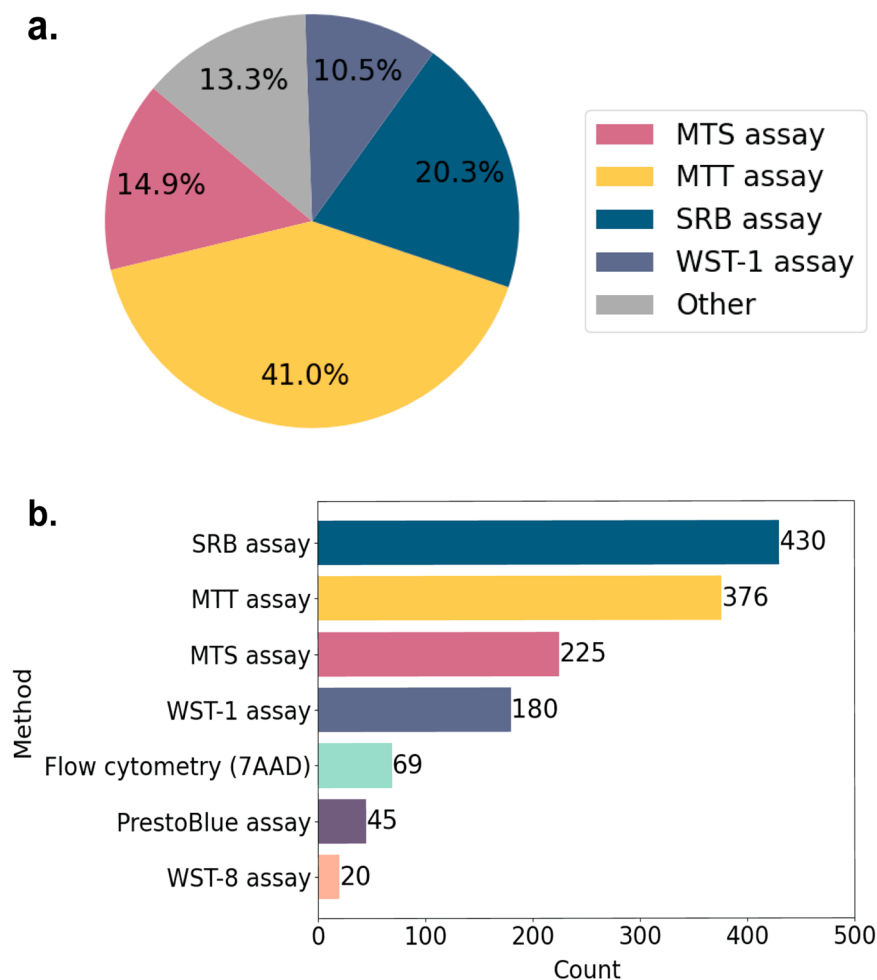 a.
13.3%
10.5%
14.9%
20.3%
41.0%
MTS assay
MTT assay
SRB assay
WST-1 assay
Other
b.
Method
SRB assay
430
MTT assay
376
MTS assay
225
WST-1 assay
180
Flow cytometry (7AAD)
69
PrestoBlue assay
45
WST-8 assay
20
0 100 200 300 400 500
Count